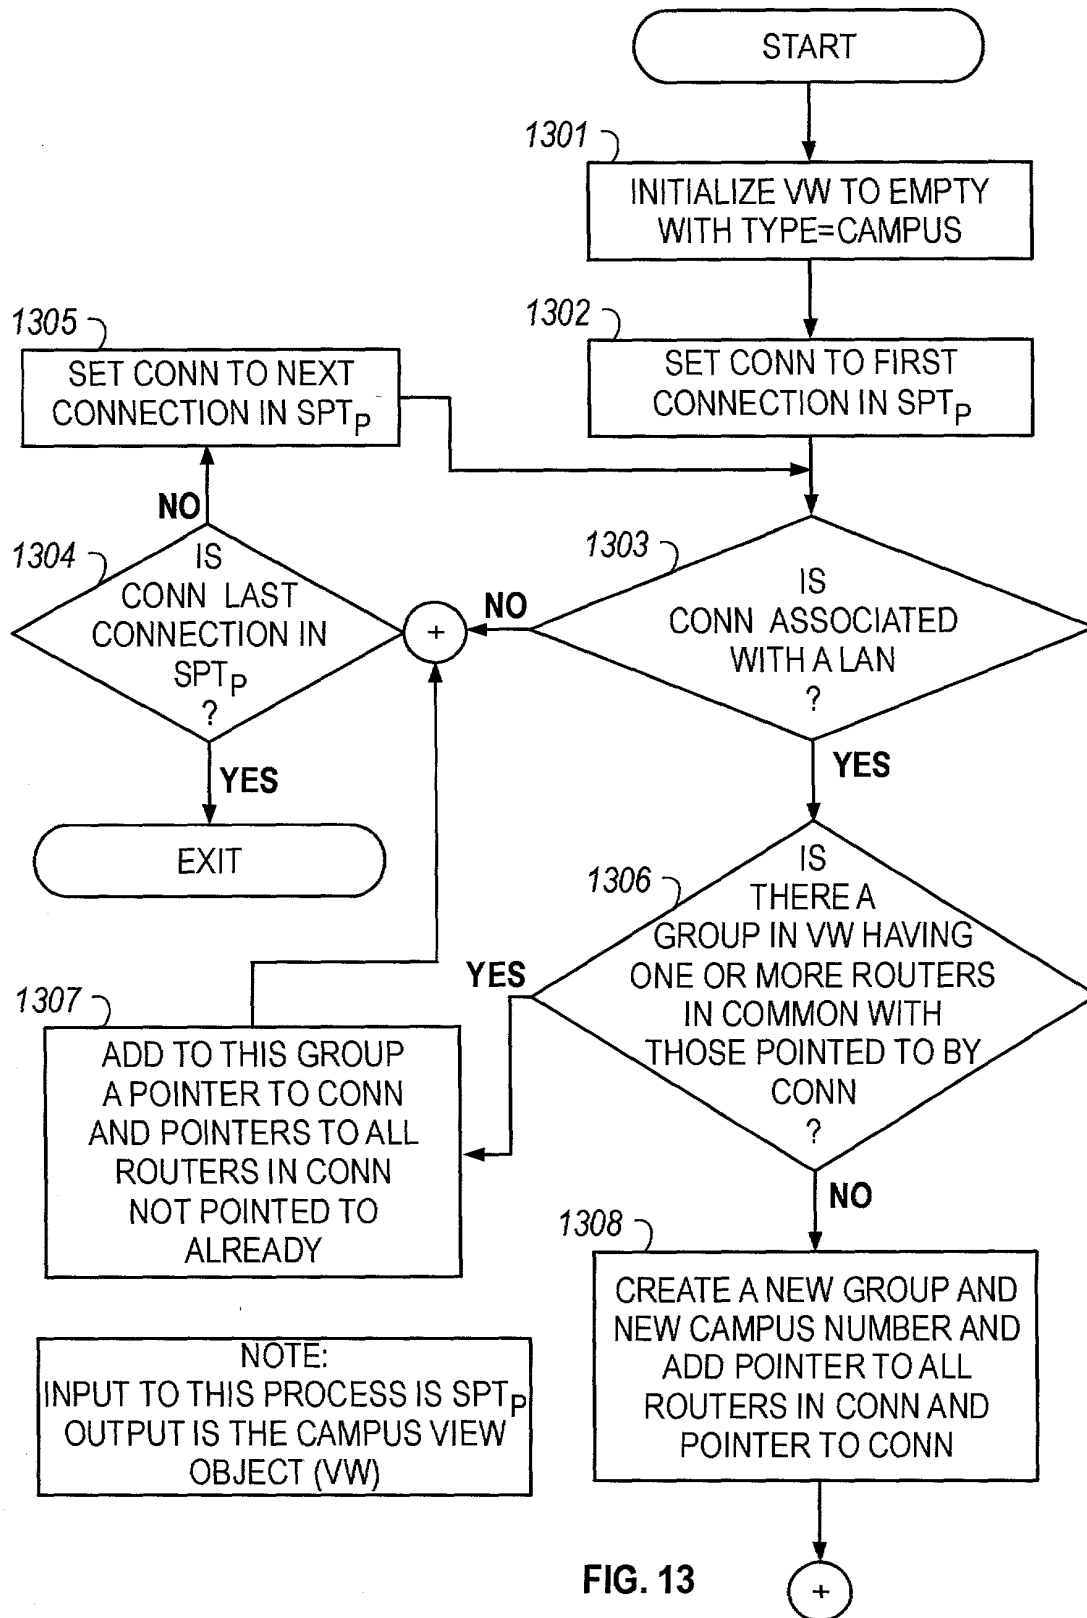 START
1301
INITIALIZE VW TO EMPTY
WITH TYPE=CAMPUS
1302
SET CONN TO FIRST
CONNECTION IN SPTP
1305
SET CONN TO NEXT
CONNECTION IN SPTP
NO
1304
IS
CONN LAST
CONNECTION IN
SPTP
?
YES
EXIT
+
NO
1303
IS
CONN ASSOCIATED
WITH A LAN
?
YES
1306
IS
THERE A
GROUP IN VW HAVING
ONE OR MORE ROUTERS
IN COMMON WITH
THOSE POINTED TO BY
CONN
?
YES
1307
ADD TO THIS GROUP
A POINTER TO CONN
AND POINTERS TO ALL
ROUTERS IN CONN
NOT POINTED TO
ALREADY
NO
1308
CREATE A NEW GROUP AND
NEW CAMPUS NUMBER AND
ADD POINTER TO ALL
ROUTERS IN CONN AND
POINTER TO CONN
+
NOTE:
INPUT TO THIS PROCESS IS SPTP
OUTPUT IS THE CAMPUS VIEW
OBJECT (VW)
FIG. 13